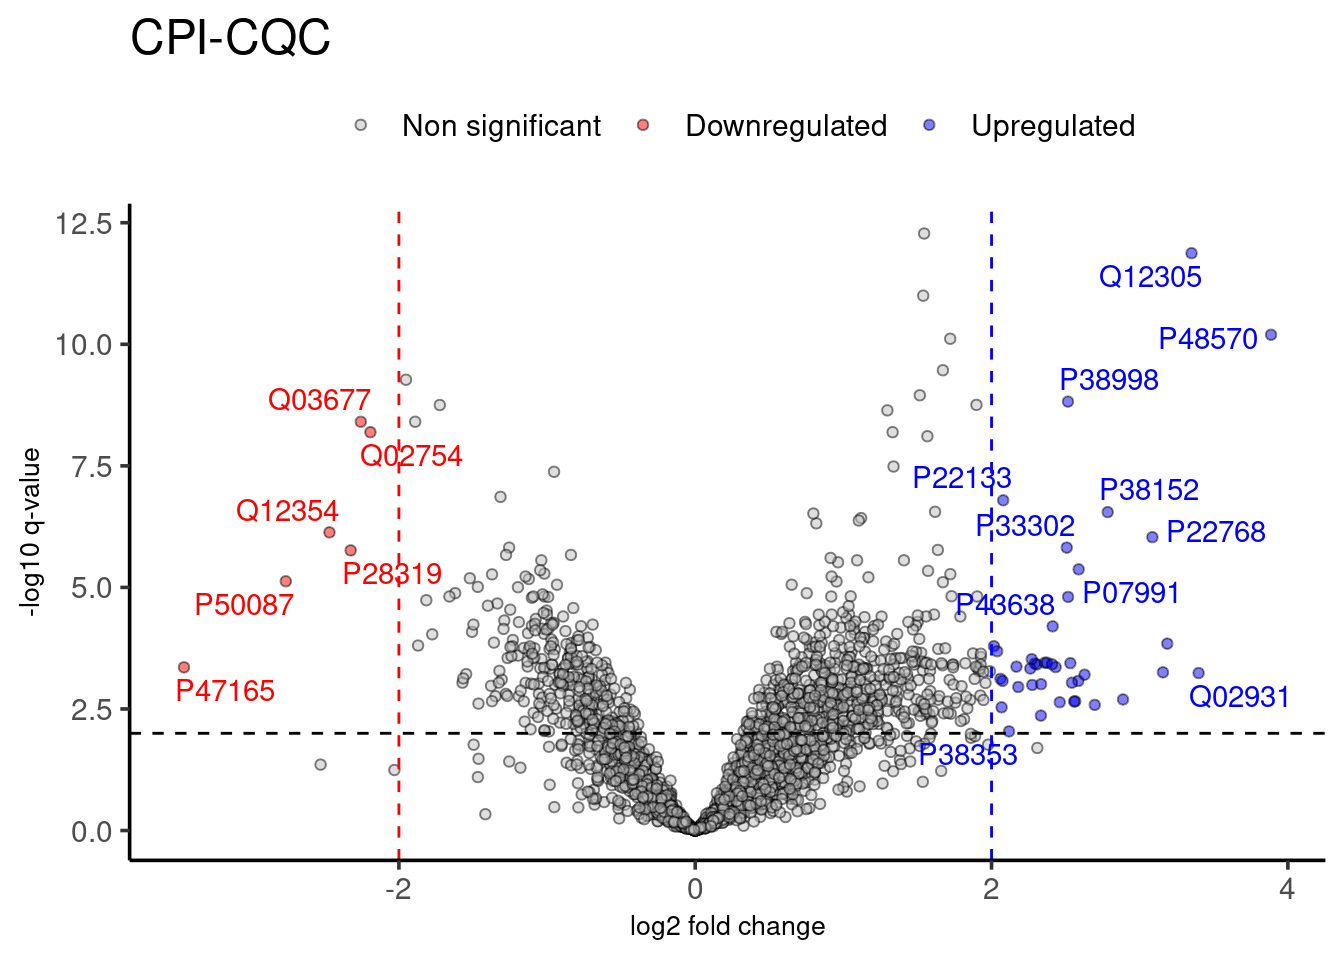 CPI-CQC
Non significant Downregulated Upregulated
12.5
10.0
7.5
5.0
2.5
0.0
-log10 q-value
Q12305
P48570
P38998
Q03677
Q02754
P22133
P38152
Q12354
P33302
P22768
P28319
P50087
P43638
P07991
P47165
Q02931
P38353
-2 0 2 4
log2 fold change